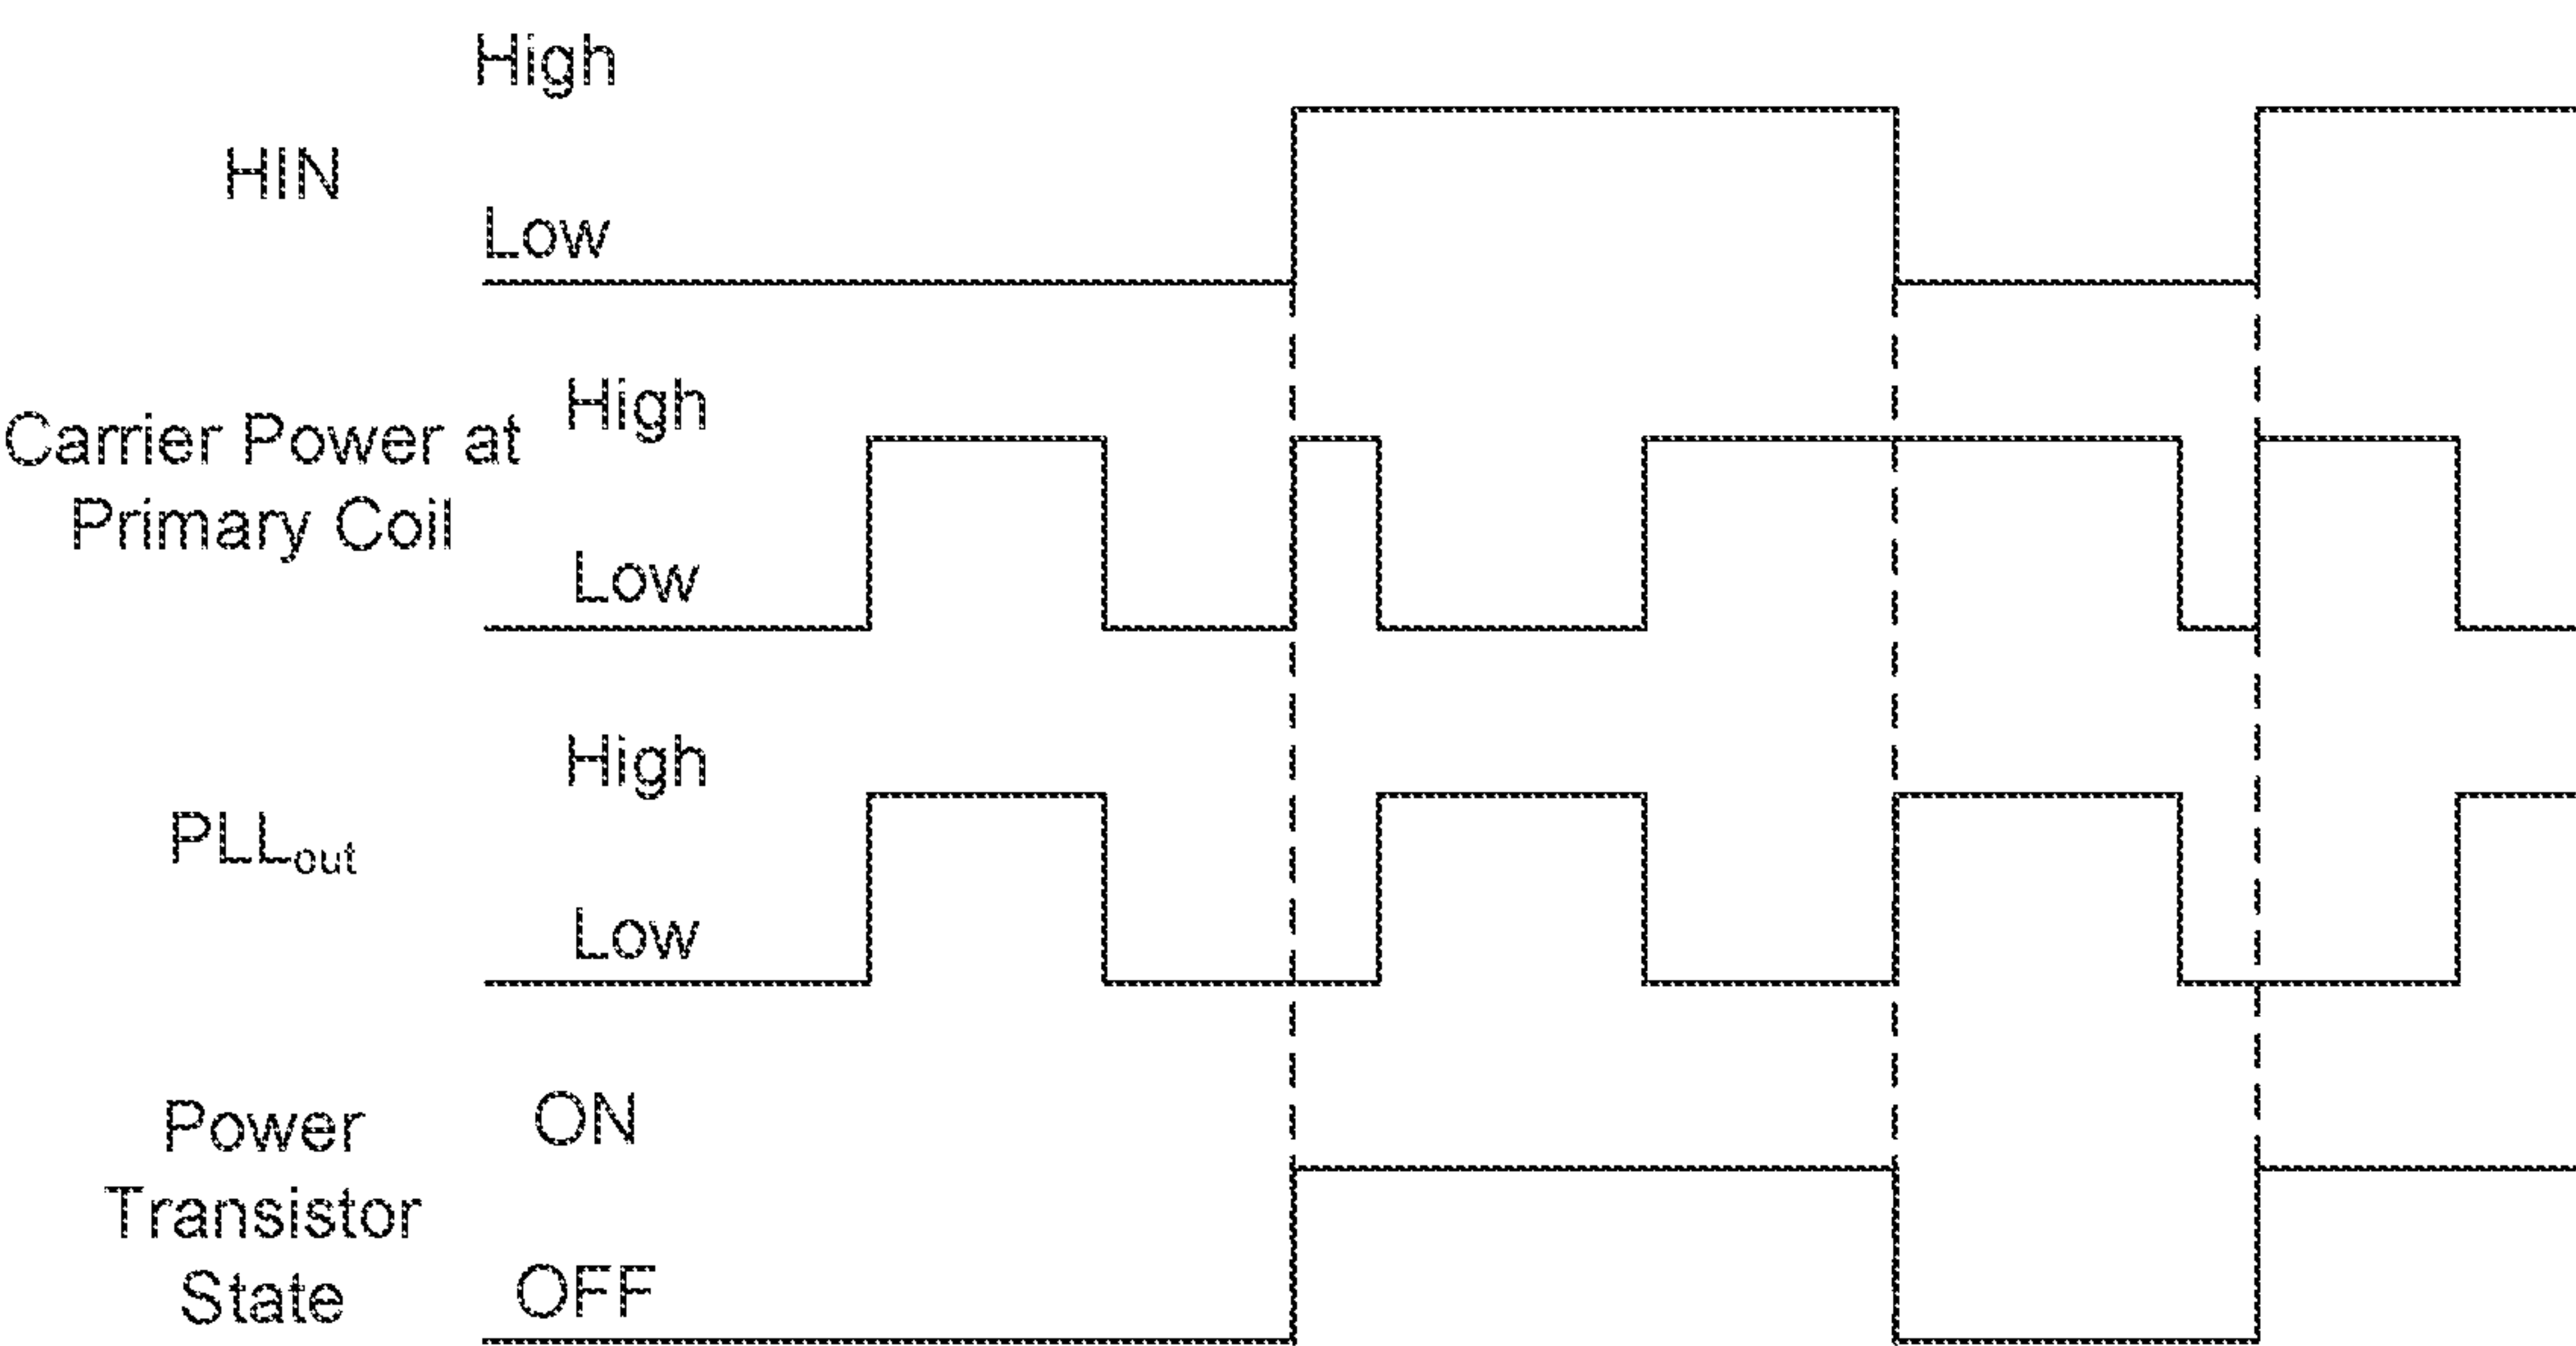 High
HIN
Low
High
Carrier Power at
Primary Coil
Low
High
PLLout
Low
ON
Power
Transistor
State
OFF